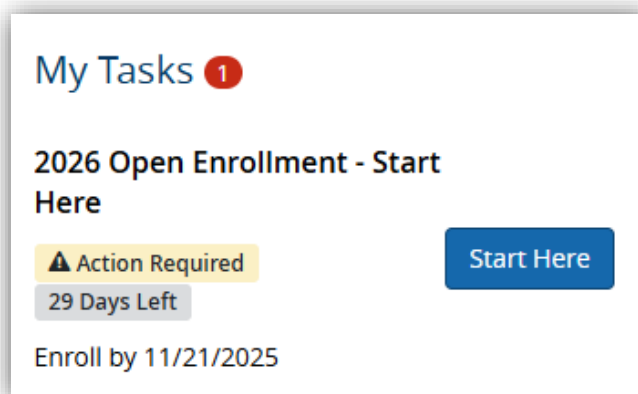 My Tasks 1
2026 Open Enrollment - Start
Here
Action Required
Start Here
29 Days Left
Enroll by 11/21/2025